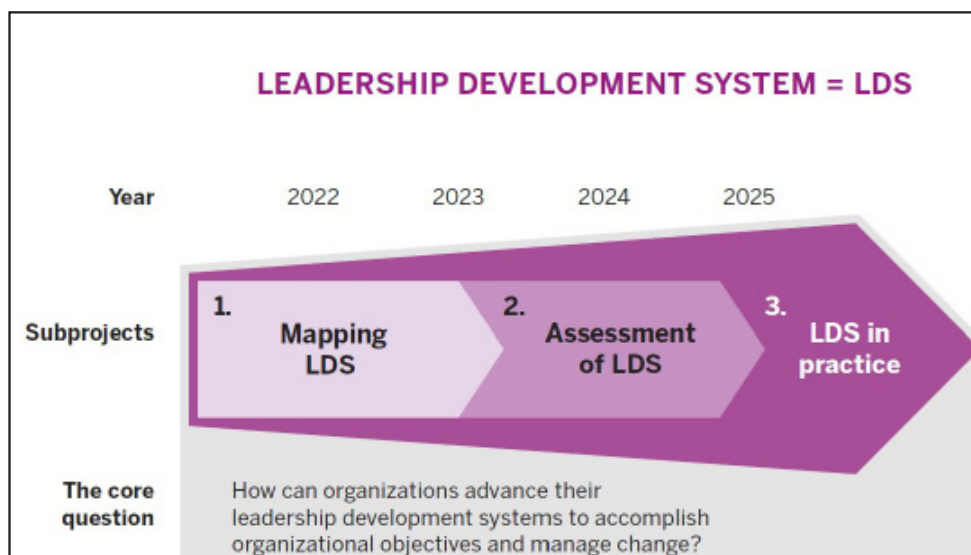 LEADERSHIP DEVELOPMENT SYSTEM = LDS
Year 2022 2023 2024 2025
Subprojects
1.
Mapping
LDS
2.
Assessment
of LDS
3.
LDS in
practice
The core
question
How can organizations advance their
leadership development systems to accomplish
organizational objectives and manage change?